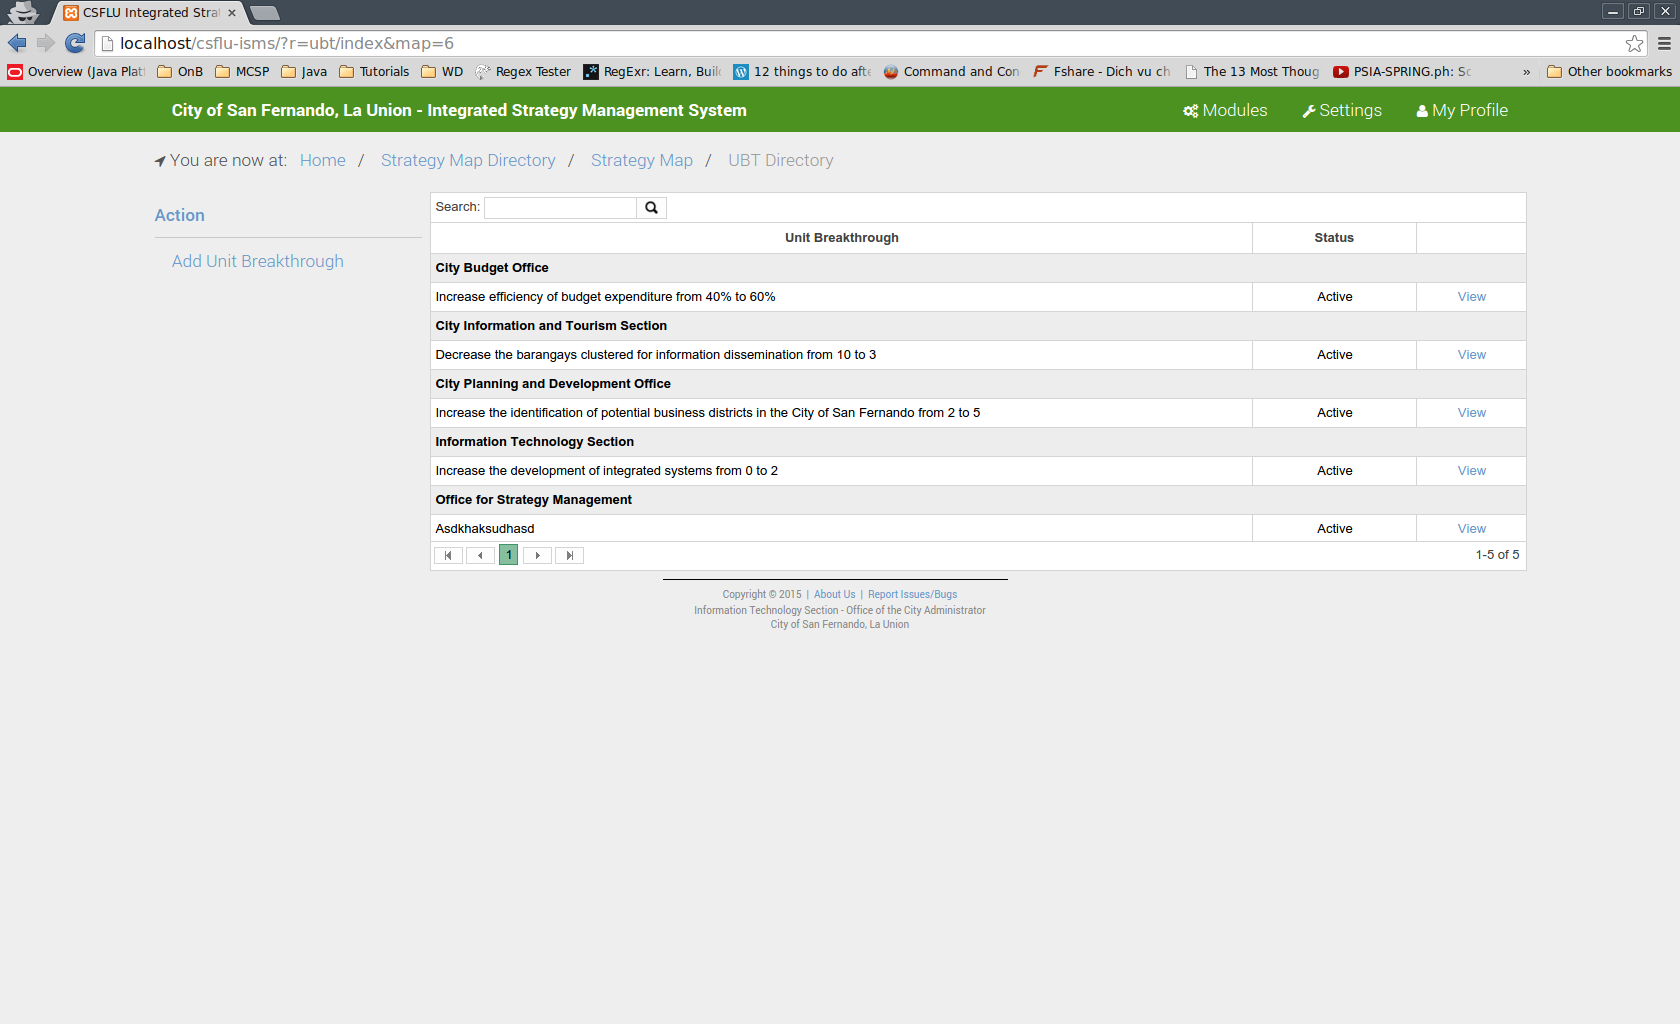 CSFLU Integrated Stra
localhost/csflu-isms/?r=ubt/index&map=6
Overview (Java Plat OnB MCSP Java Tutorials WD Regex Tester RegExr: Learn, Buil 12 things to do afte Command and Con Fshare - Dich vu ch The 13 Most Thoug PSIA-SPRING.ph: Sc » Other bookmarks
City of San Fernando, La Union - Integrated Strategy Management System Modules Settings My Profile
You are now at: Home / Strategy Map Directory / Strategy Map / UBT Directory
Action
Add Unit Breakthrough
Search:
Unit Breakthrough Status
City Budget Office
Increase efficiency of budget expenditure from 40% to 60% Active View
City Information and Tourism Section
Decrease the barangays clustered for information dissemination from 10 to 3 Active View
City Planning and Development Office
Increase the identification of potential business districts in the City of San Fernando from 2 to 5 Active View
Information Technology Section
Increase the development of integrated systems from 0 to 2 Active View
Office for Strategy Management
Asdkhaksudhasd Active View
1 1-5 of 5
Copyright © 2015 | About Us | Report Issues/Bugs
Information Technology Section - Office of the City Administrator
City of San Fernando, La Union